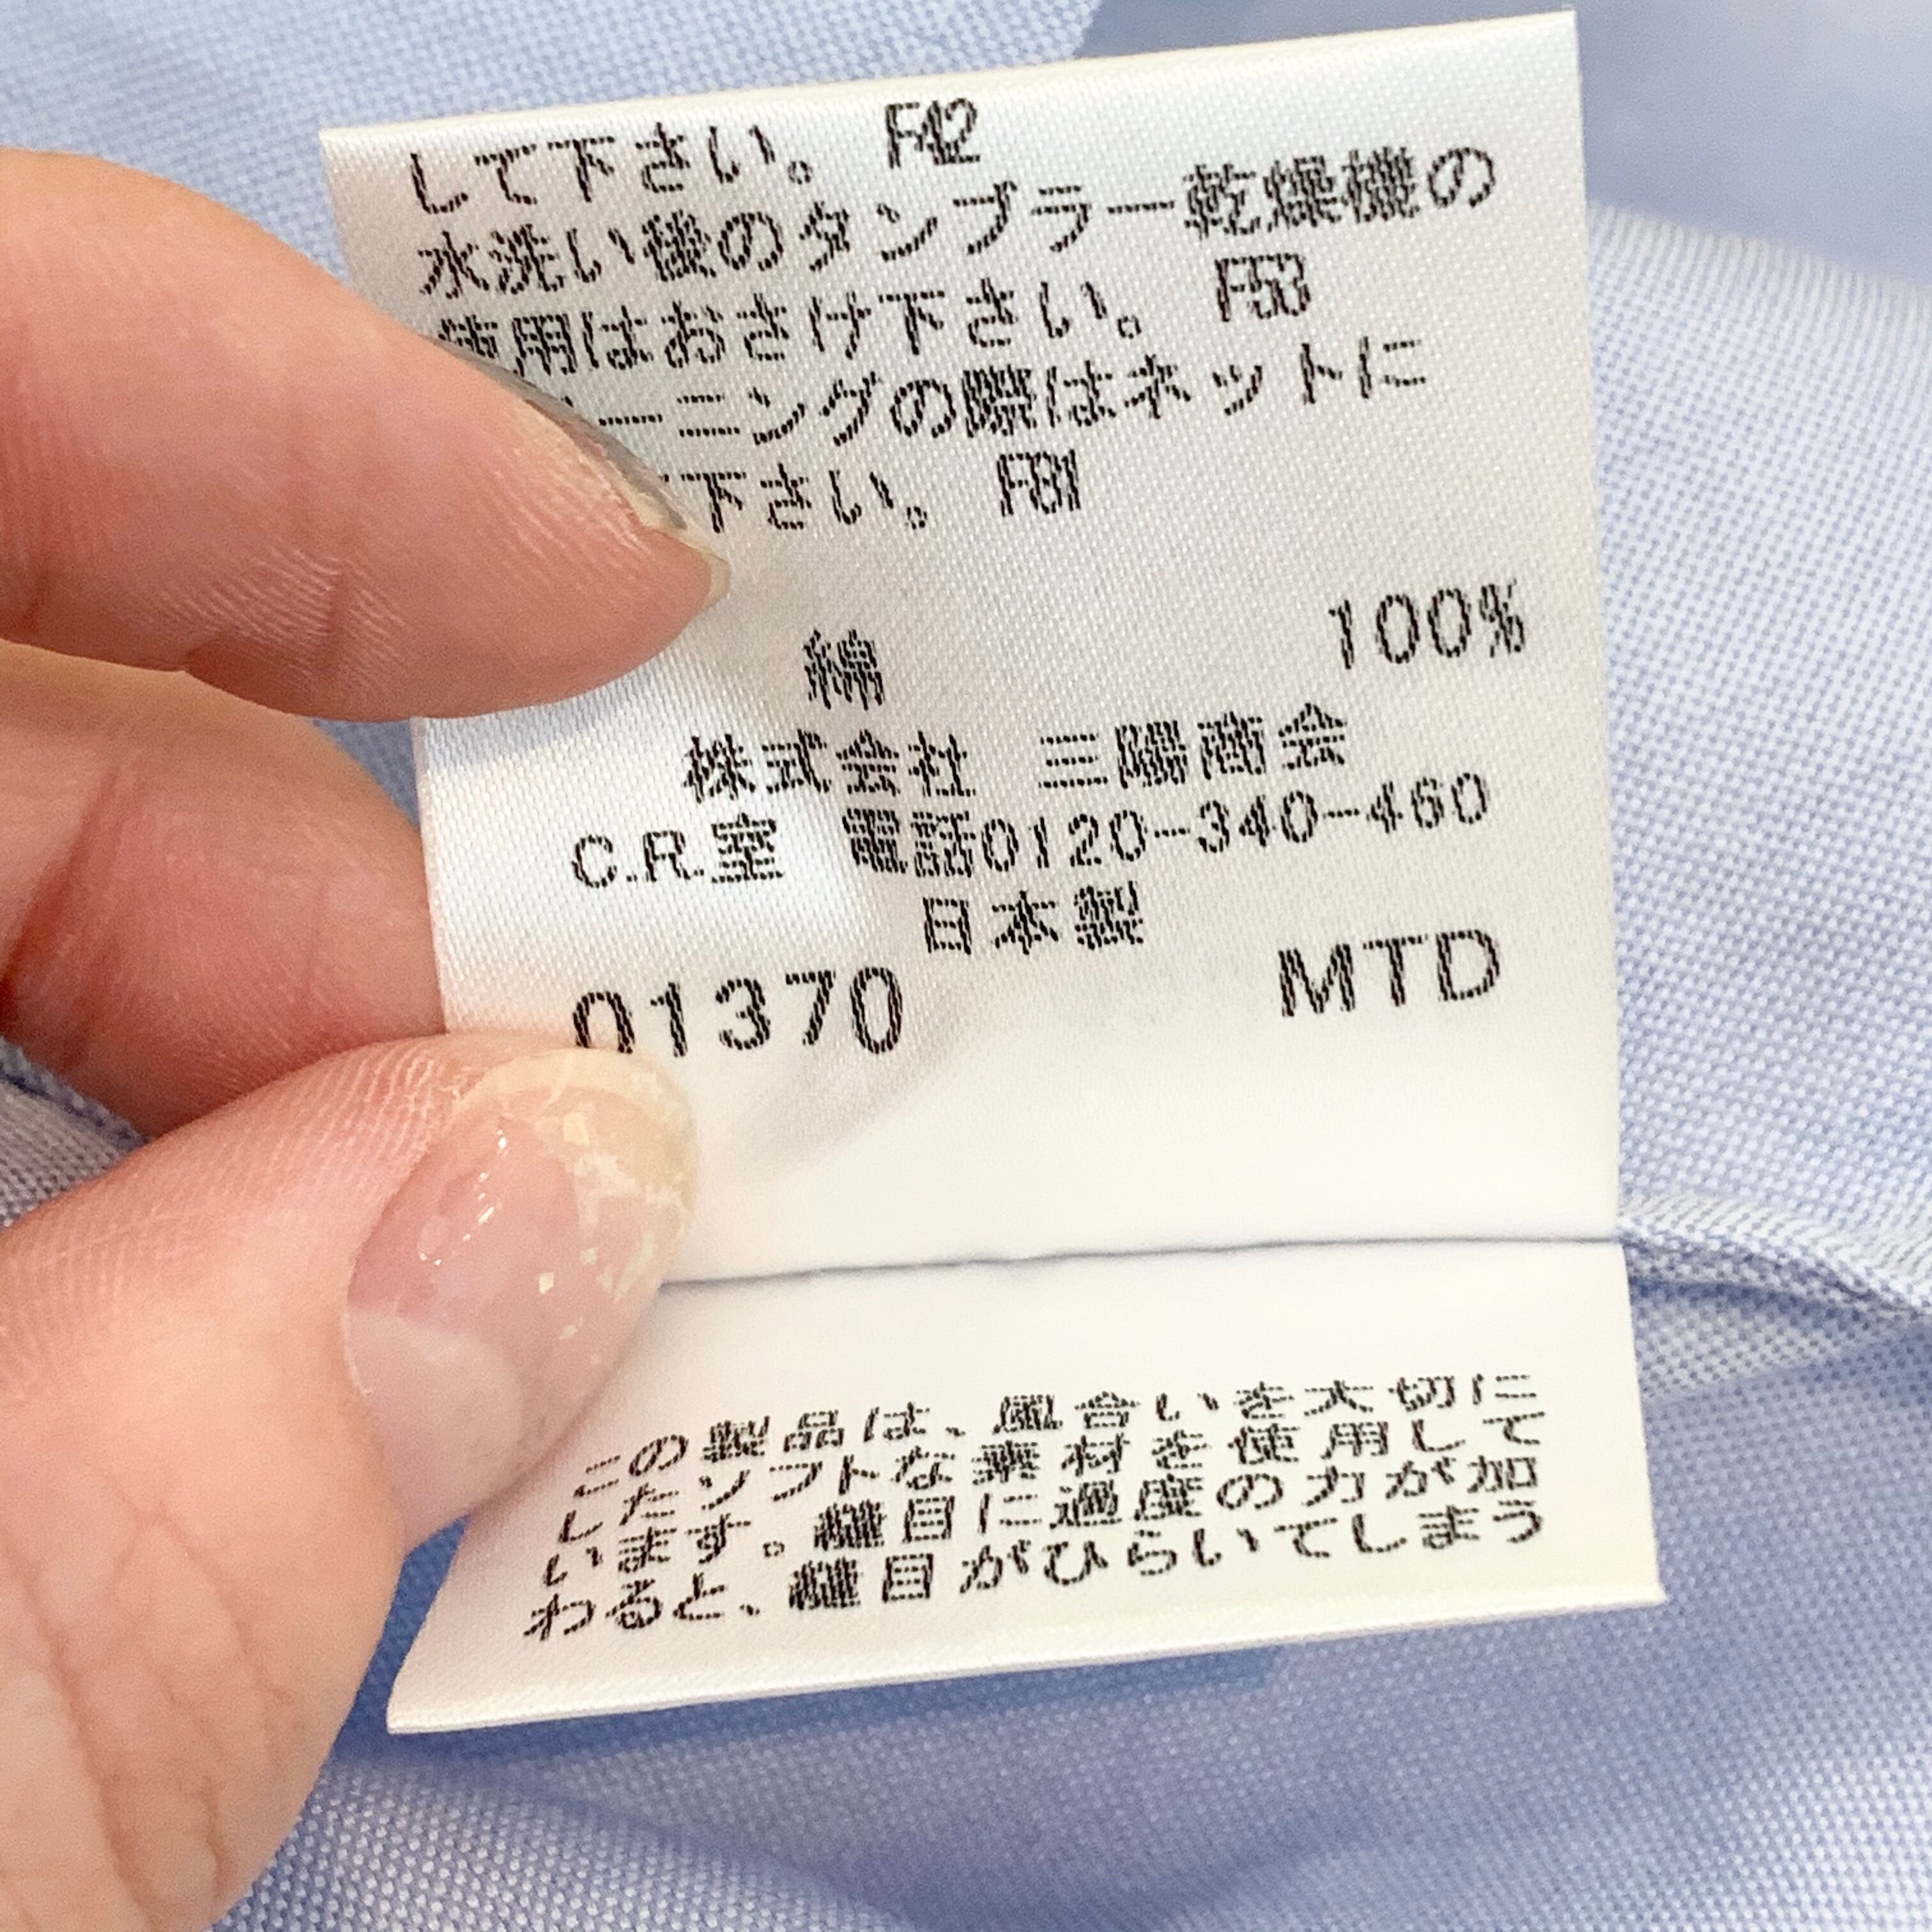 して下さい。 F42
水洗い後のタンブラー乾燥機の
使用はおさけ下さい。 F53
ーニングの際はネットに
下さい。 F81
綿 100%
株式会社 三陽商会
C.R.室 電話0120-340-460
日本製
01370 MTD
この製品は、風合いを大切に
したソフトな素材を使用して
います。縫目に過度の力が加
わると、縫目がひらいてしまう